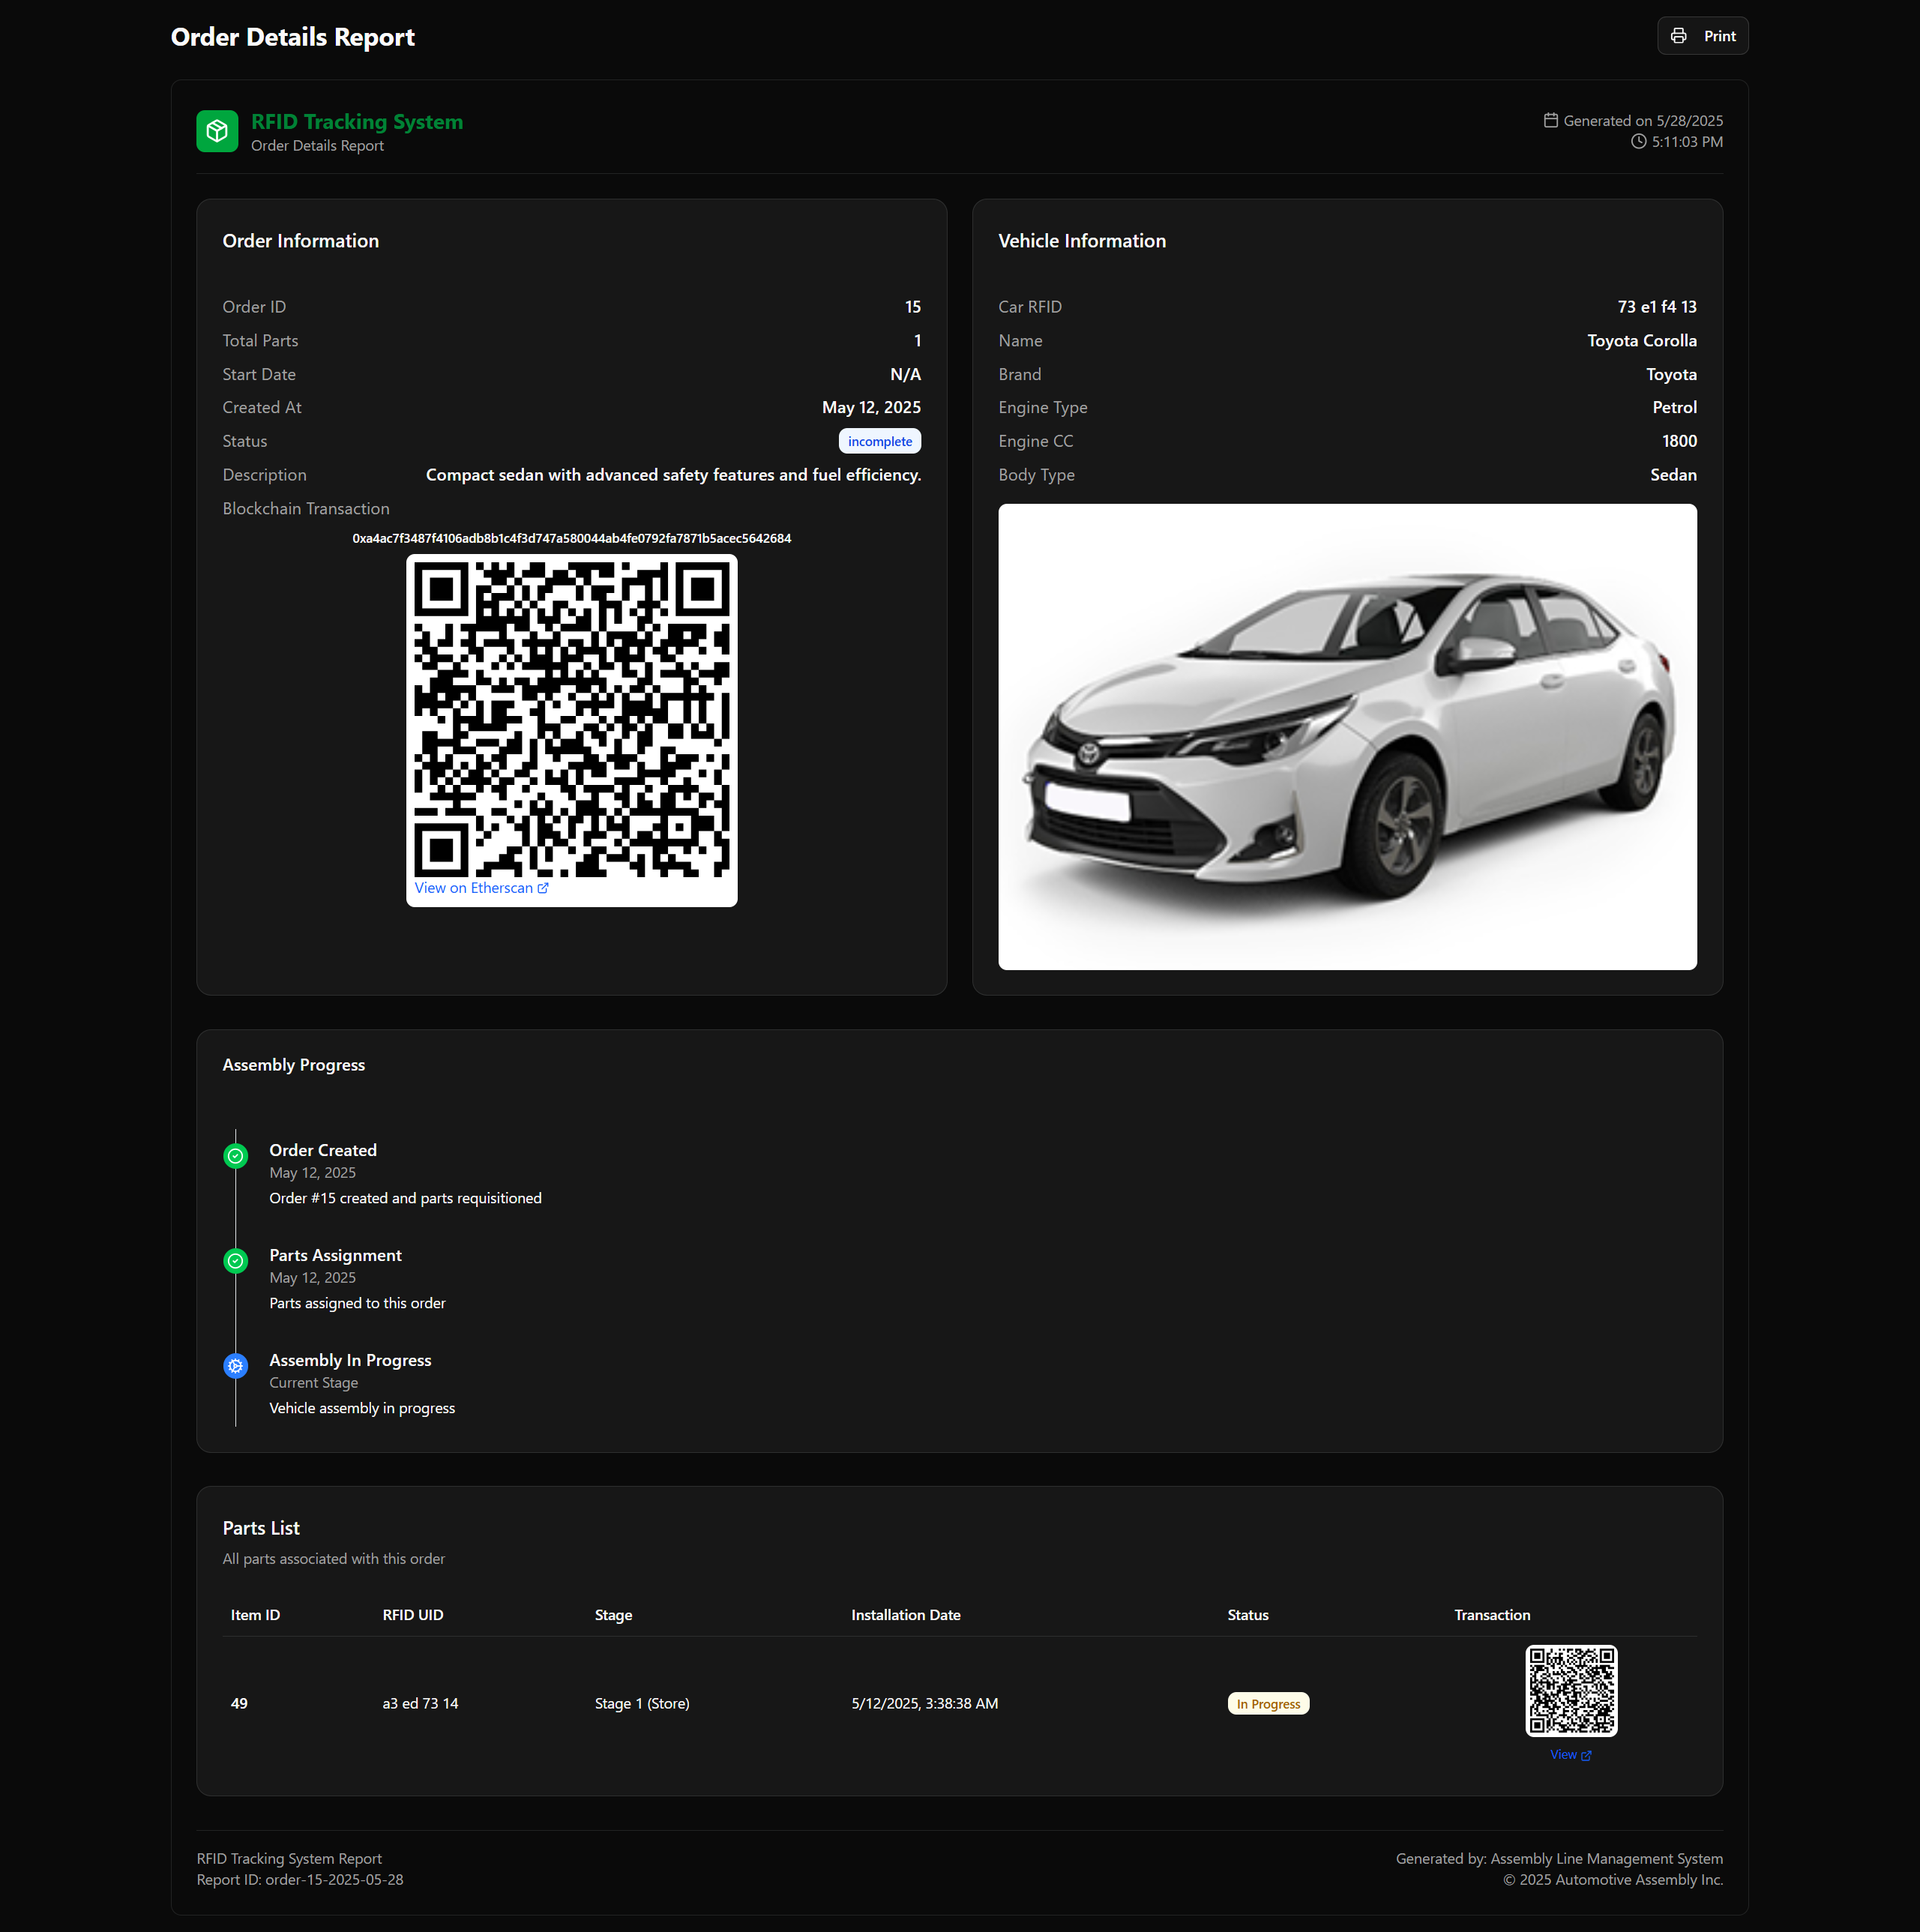 Order Details Report
Print
RFID Tracking System
Order Details Report
Generated on 5/28/2025
5:11:03 PM
Order Information
Order ID 15
Total Parts 1
Start Date N/A
Created At May 12, 2025
Status incomplete
Description Compact sedan with advanced safety features and fuel efficiency.
Blockchain Transaction
0xa4ac7f3487f4106adb8b1c4f3d747a580044ab4fe0792fa7871b5acec5642684
View on Etherscan
Vehicle Information
Car RFID 73 e1 f4 13
Name Toyota Corolla
Brand Toyota
Engine Type Petrol
Engine CC 1800
Body Type Sedan
Assembly Progress
Order Created
May 12, 2025
Order #15 created and parts requisitioned
Parts Assignment
May 12, 2025
Parts assigned to this order
Assembly In Progress
Current Stage
Vehicle assembly in progress
Parts List
All parts associated with this order
Item ID RFID UID Stage Installation Date Status Transaction
49 a3 ed 73 14 Stage 1 (Store) 5/12/2025, 3:38:38 AM In Progress
View
RFID Tracking System Report
Report ID: order-15-2025-05-28
Generated by: Assembly Line Management System
© 2025 Automotive Assembly Inc.